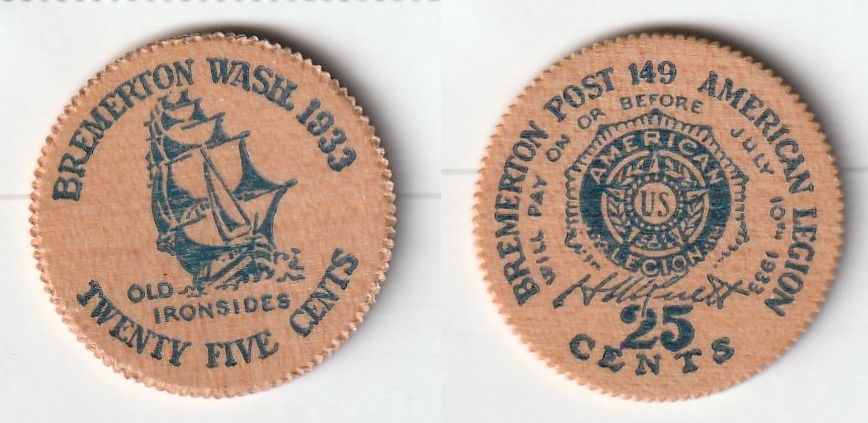 BREMERTON WASH. 1933
OLD
IRONSIDES
TWENTY FIVE CENTS
BREMERTON POST 149 AMERICAN LEGION
WILL PAY ON OR BEFORE JULY 10TH 1933
AMERICAN
US
LEGION
25
CENTS